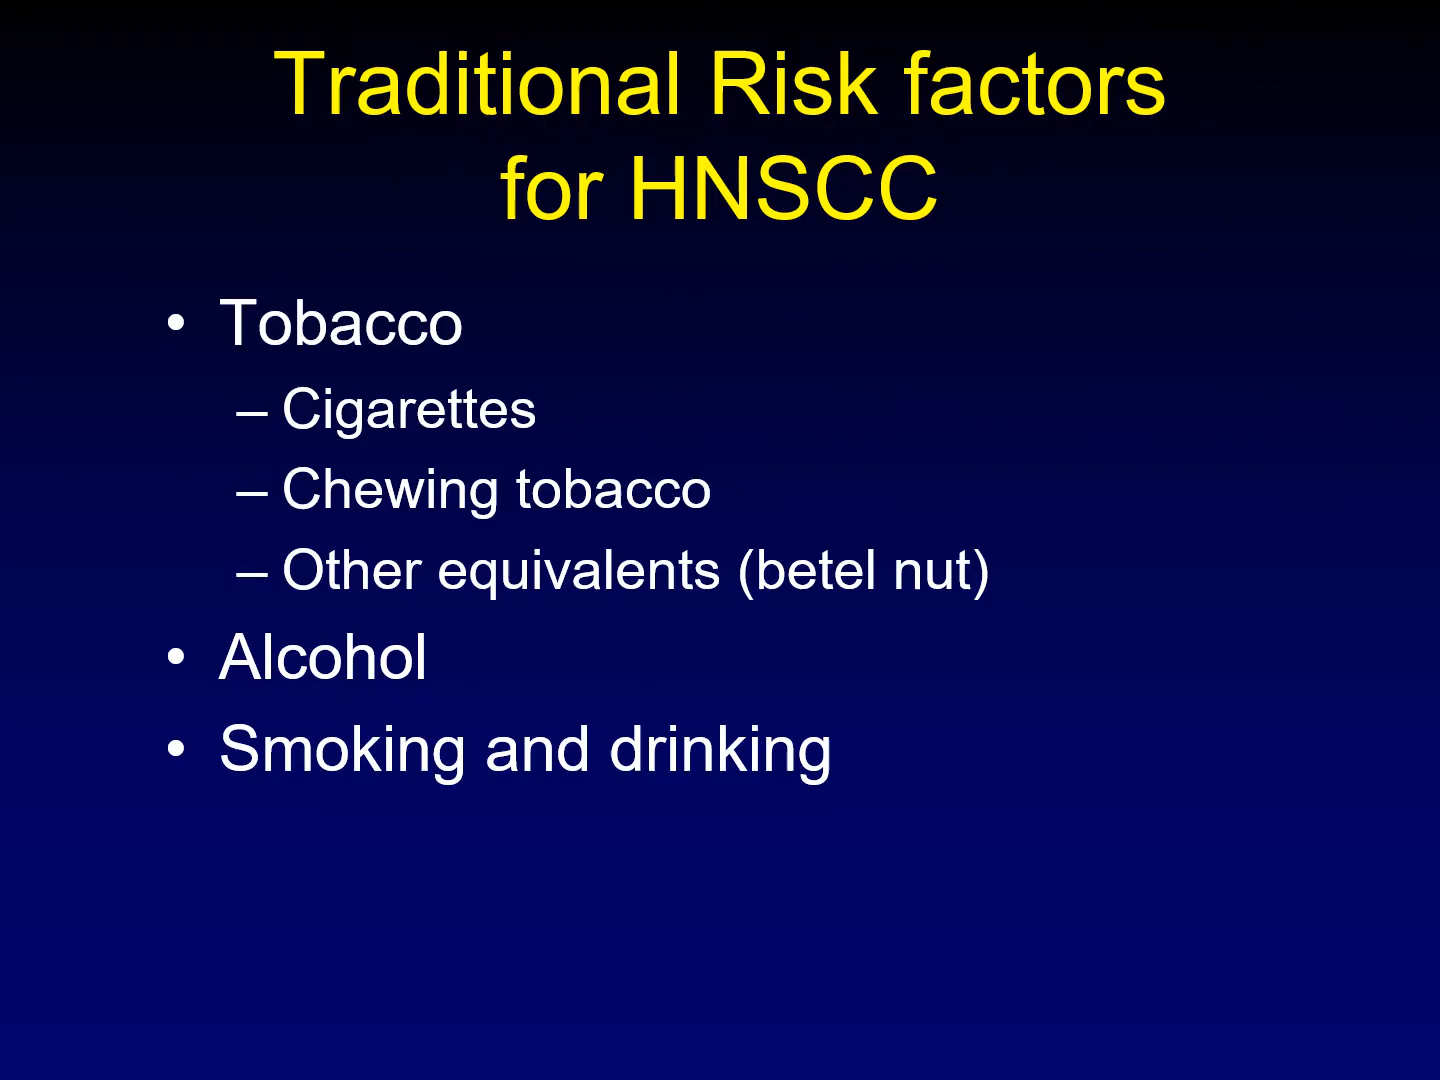 Traditional Risk factors
for HNSCC
• Tobacco
– Cigarettes
– Chewing tobacco
– Other equivalents (betel nut)
• Alcohol
• Smoking and drinking